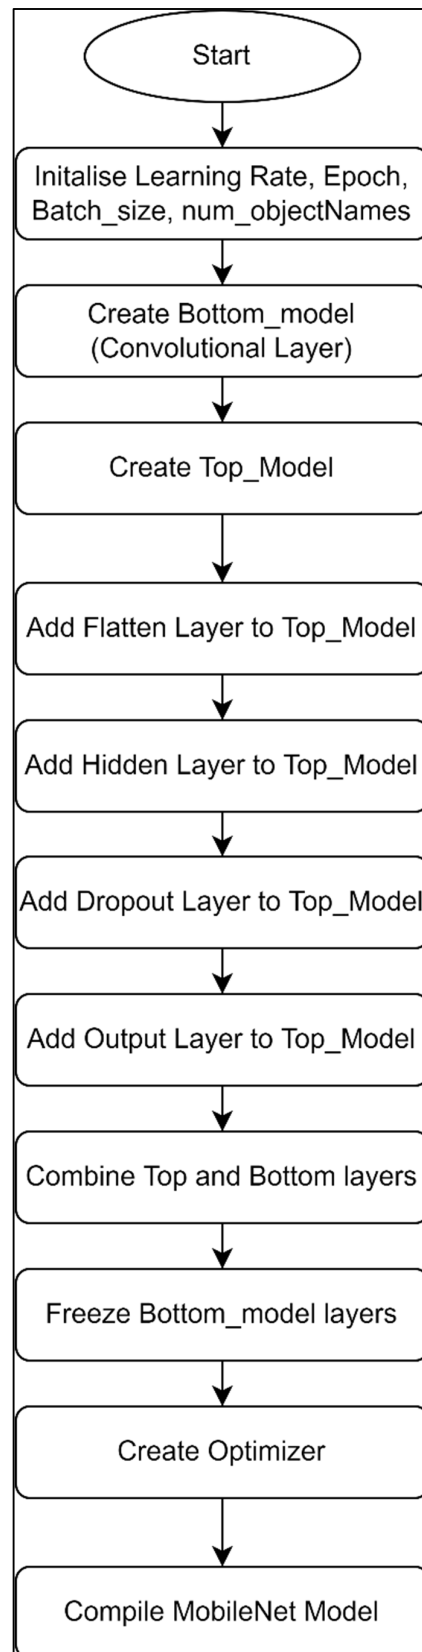 Start
Initalise Learning Rate, Epoch,
Batch_size, num_objectNames
Create Bottom_model
(Convolutional Layer)
Create Top_Model
Add Flatten Layer to Top_Model
Add Hidden Layer to Top_Model
Add Dropout Layer to Top_Model
Add Output Layer to Top_Model
Combine Top and Bottom layers
Freeze Bottom_model layers
Create Optimizer
Compile MobileNet Model